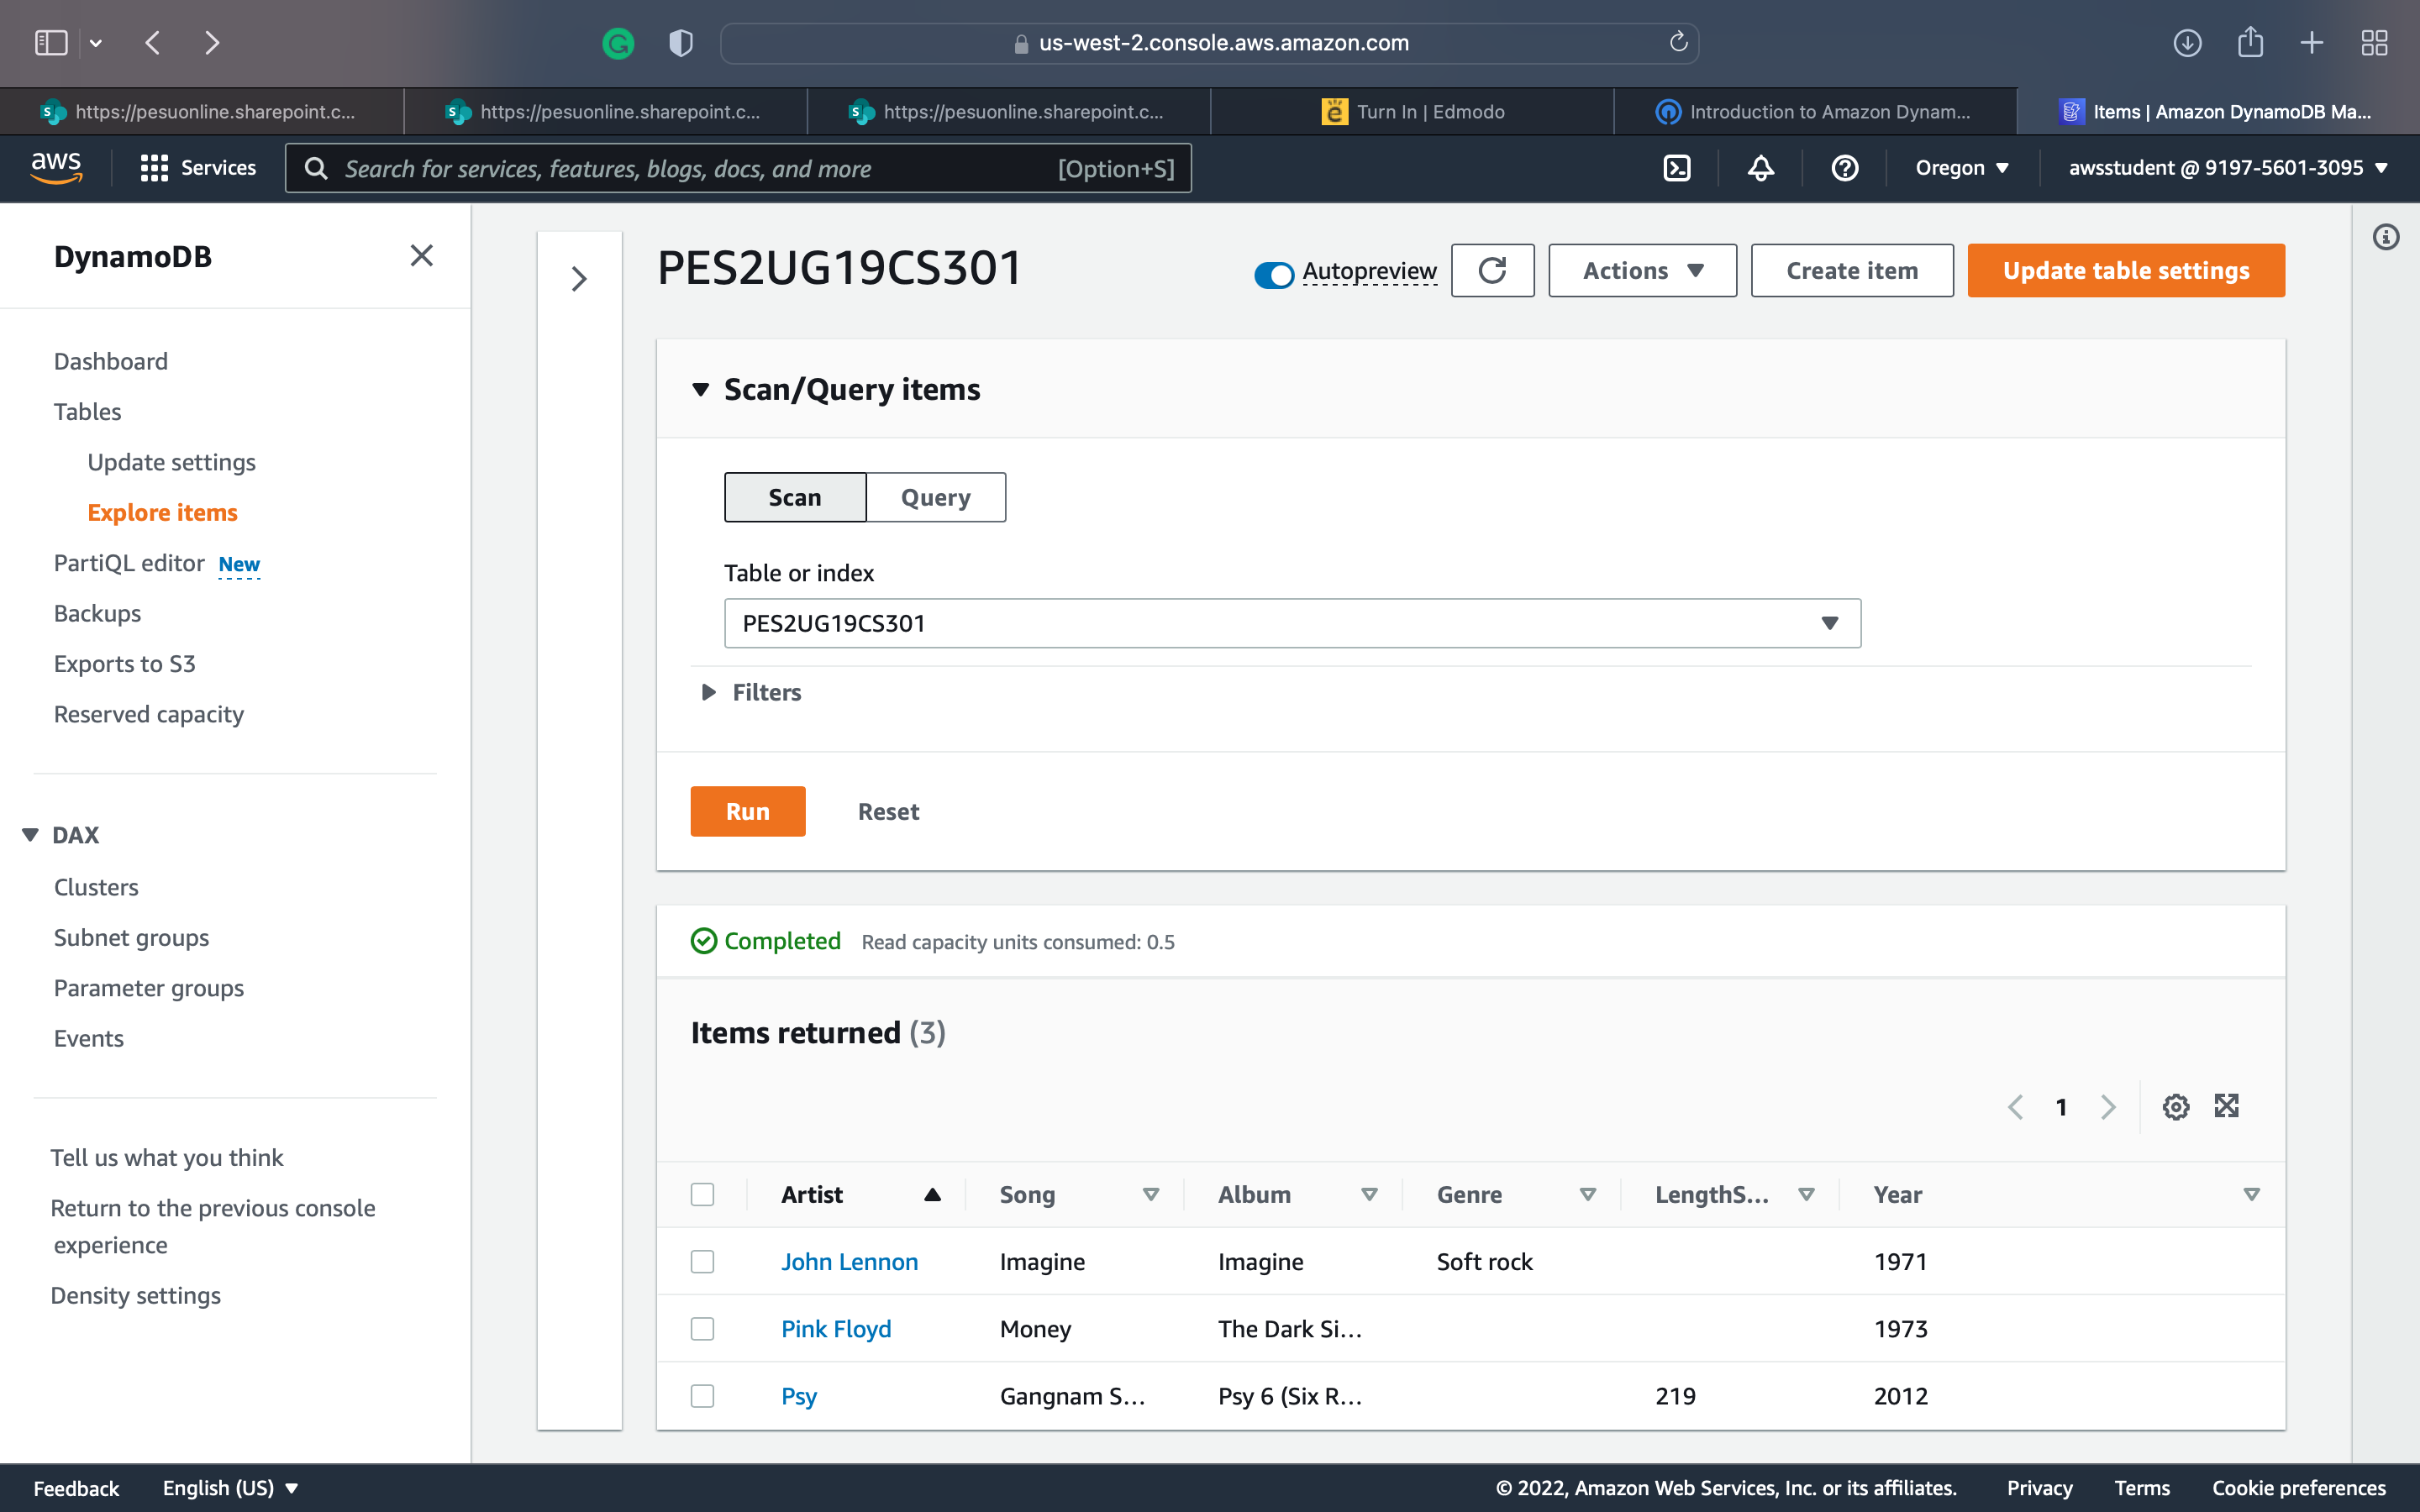 us-west-2.console.aws.amazon.com
https://pesuonline.sharepoint.c... https://pesuonline.sharepoint.c... https://pesuonline.sharepoint.c... Turn In | Edmodo Introduction to Amazon Dynam... Items | Amazon DynamoDB Ma...
aws Services Search for services, features, blogs, docs, and more [Option+S] Oregon awsstudent @ 9197-5601-3095
DynamoDB
Dashboard
Tables
Update settings
Explore items
PartiQL editor New
Backups
Exports to S3
Reserved capacity
DAX
Clusters
Subnet groups
Parameter groups
Events
Tell us what you think
Return to the previous console
experience
Density settings
PES2UG19CS301 Autopreview Actions Create item Update table settings
Scan/Query items
Scan Query
Table or index
PES2UG19CS301
Filters
Run Reset
Completed Read capacity units consumed: 0.5
Items returned (3)
1
Artist Song Album Genre LengthS... Year
John Lennon Imagine Imagine Soft rock 1971
Pink Floyd Money The Dark Si... 1973
Psy Gangnam S... Psy 6 (Six R... 219 2012
Feedback English (US) © 2022, Amazon Web Services, Inc. or its affiliates. Privacy Terms Cookie preferences